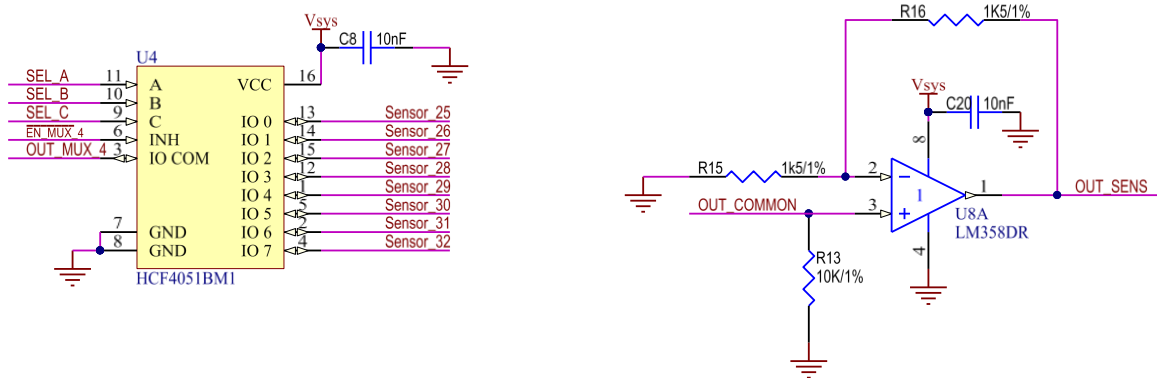 Vsys
C8 10nF
U4
SEL_A 11 A VCC 16
SEL_B 10 B
SEL_C 9 C IO 0 13 Sensor_25
EN_MUX_4 6 INH IO 1 14 Sensor_26
OUT_MUX_4 3 IO COM IO 2 15 Sensor_27
IO 3 12 Sensor_28
IO 4 1 Sensor_29
IO 5 5 Sensor_30
7 GND IO 6 2 Sensor_31
8 GND IO 7 4 Sensor_32
HCF4051BM1
R16 1K5/1%
Vsys
C20 10nF
8
R15 1k5/1% 2 −
1 1 OUT_SENS
OUT_COMMON 3 +
U8A
LM358DR
4
R13
10K/1%